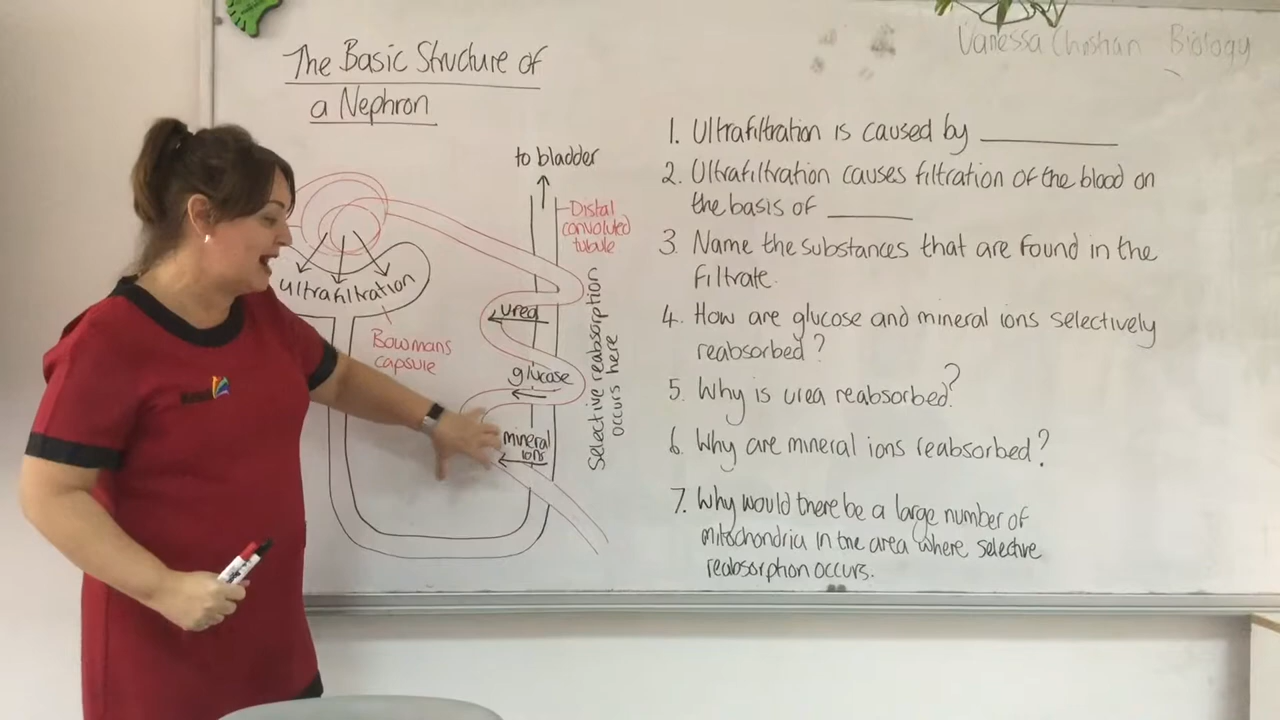 Vanessa Choshan Biology
The Basic Structure of
a Nephron
to bladder
Distal
convoluted
tubule
ultrafiltration
Bowmans
capsule
urea
glucose
mineral
ions
Selective reabsorption
occurs here
1. Ultrafiltration is caused by
2. Ultrafiltration causes filtration of the blood on
the basis of
3. Name the substances that are found in the
filtrate.
4. How are glucose and mineral ions selectively
reabsorbed?
5. Why is urea reabsorbed?
6. Why are mineral ions reabsorbed?
7. Why would there be a large number of
mitochondria in the area where selective
reabsorption occurs.